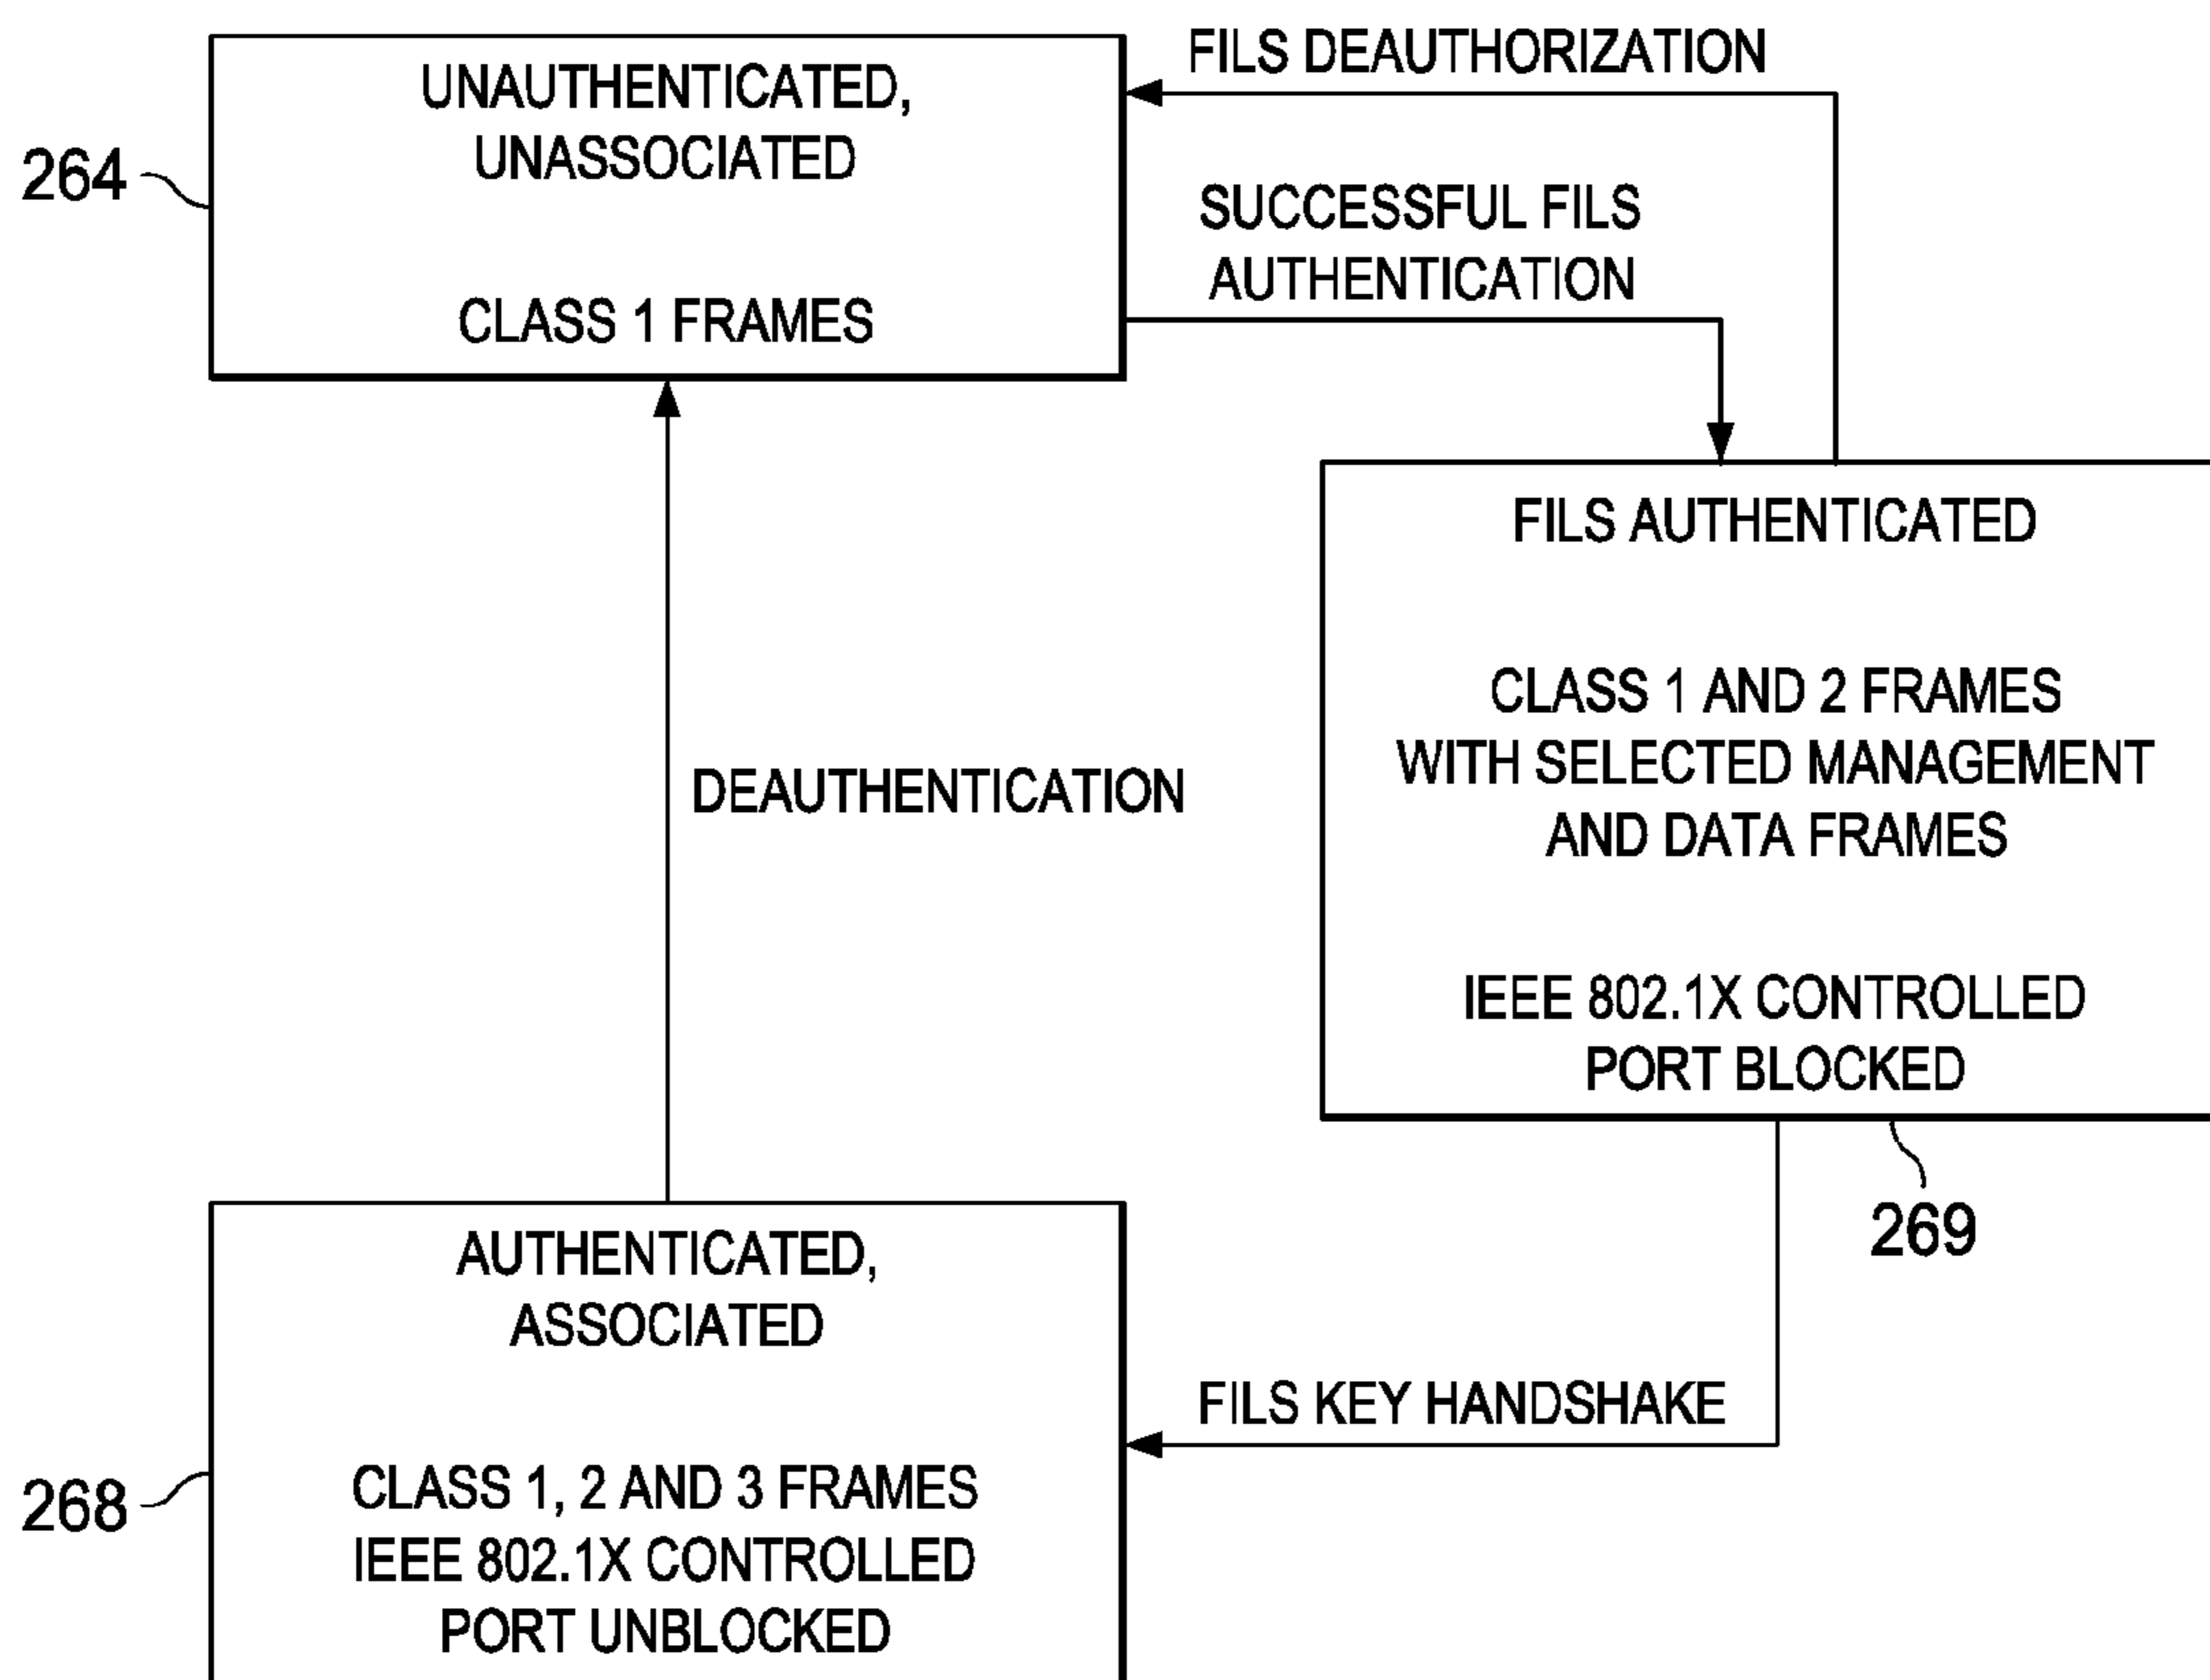 UNAUTHENTICATED,
UNASSOCIATED
CLASS 1 FRAMES
264
FILS DEAUTHORIZATION
SUCCESSFUL FILS
AUTHENTICATION
FILS AUTHENTICATED
CLASS 1 AND 2 FRAMES
WITH SELECTED MANAGEMENT
AND DATA FRAMES
IEEE 802.1X CONTROLLED
PORT BLOCKED
269
DEAUTHENTICATION
FILS KEY HANDSHAKE
AUTHENTICATED,
ASSOCIATED
CLASS 1, 2 AND 3 FRAMES
IEEE 802.1X CONTROLLED
PORT UNBLOCKED
268